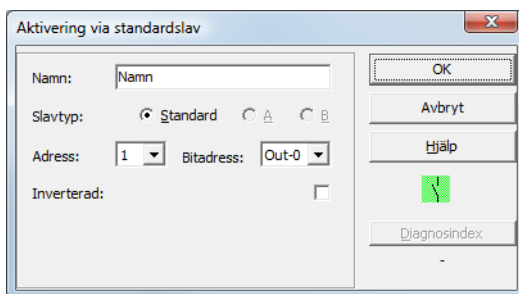 Aktivering via standardslav
Namn: Namn
OK
Slavtyp: Standard A B
Avbryt
Adress: 1 Bitadress: Out-0
Hjälp
Inverterad:
Diagnosindex
-